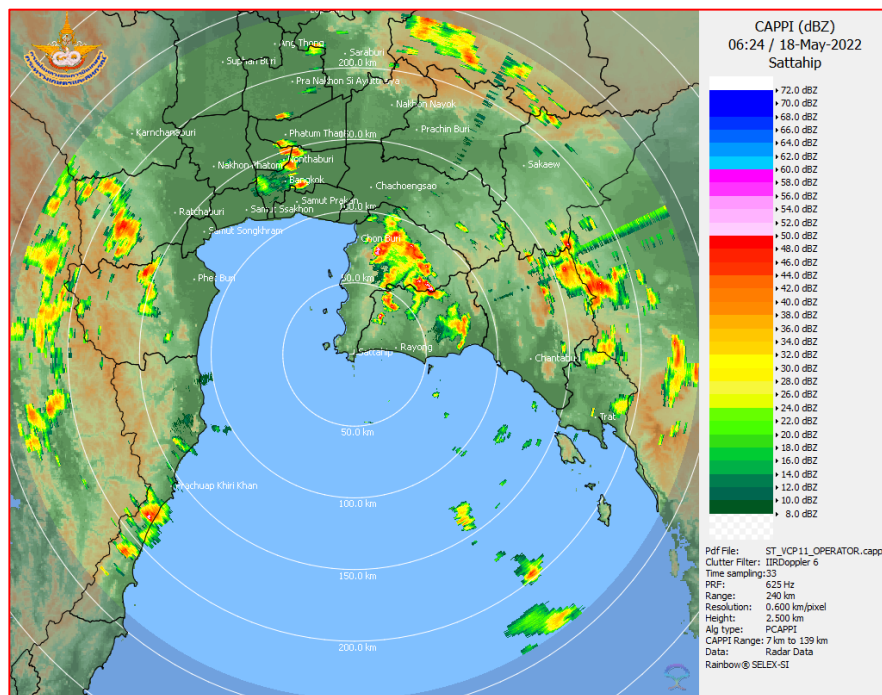 CAPPI (dBZ)
06:24 / 18-May-2022
Sattahip
72.0 dBZ
70.0 dBZ
68.0 dBZ
66.0 dBZ
64.0 dBZ
62.0 dBZ
60.0 dBZ
58.0 dBZ
56.0 dBZ
54.0 dBZ
52.0 dBZ
50.0 dBZ
48.0 dBZ
46.0 dBZ
44.0 dBZ
42.0 dBZ
40.0 dBZ
38.0 dBZ
36.0 dBZ
34.0 dBZ
32.0 dBZ
30.0 dBZ
28.0 dBZ
26.0 dBZ
24.0 dBZ
22.0 dBZ
20.0 dBZ
18.0 dBZ
16.0 dBZ
14.0 dBZ
12.0 dBZ
10.0 dBZ
8.0 dBZ
Pdf File: ST_VCP11_OPERATOR.capp
Clutter Filter: IIRDoppler 6
Time sampling:33
PRF: 625 Hz
Range: 240 km
Resolution: 0.600 km/pixel
Height: 2.500 km
Alg type: PCAPPI
CAPPI Range: 7 km to 139 km
Data: Radar Data
Rainbow® SELEX-SI
Ang Thong
Saraburi
Suphan Buri
200.0 km
Pra Nakhon Si Ayutthaya
Nakhon Nayok
Karnchanaburi
Phatum Thani
Prachin Buri
Nonthaburi
Nakhon Phatom
Sakaew
Bangkok
Chachoengsao
Samut Prakan
Ratchaburi
Samut Ssakhon
Samut Songkhram
Chon Buri
Phet Buri
50.0 km
Rayong
Sattahip
Chantaburi
Trat
50.0 km
Prachuap Khiri Khan
100.0 km
150.0 km
200.0 km